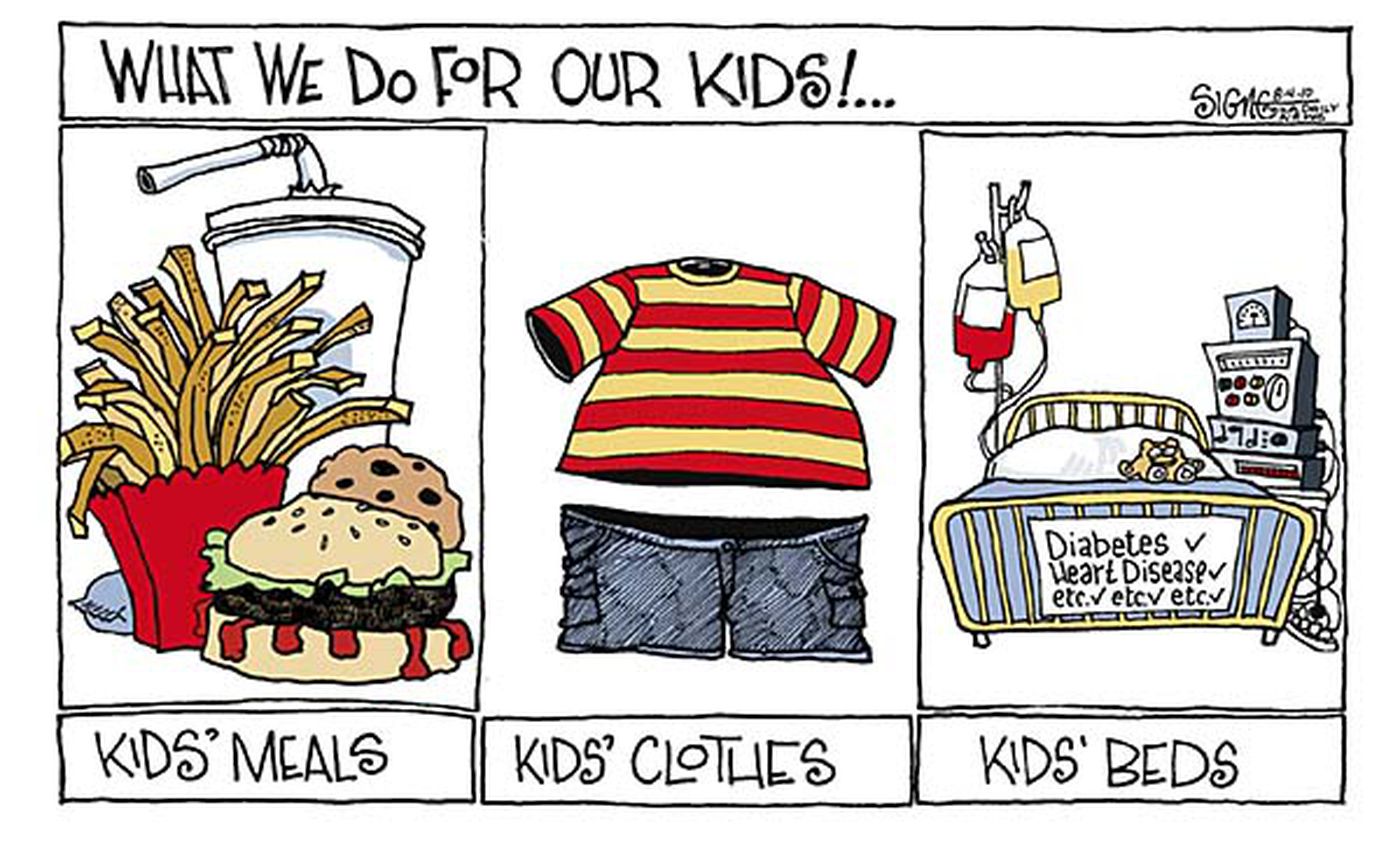 WHAT WE DO FOR OUR KIDS!...
SIGNE
KIDS' MEALS
KIDS' CLOTHES
Diabetes ✓
Heart Disease ✓
etc.✓ etc✓ etc.✓
KIDS' BEDS